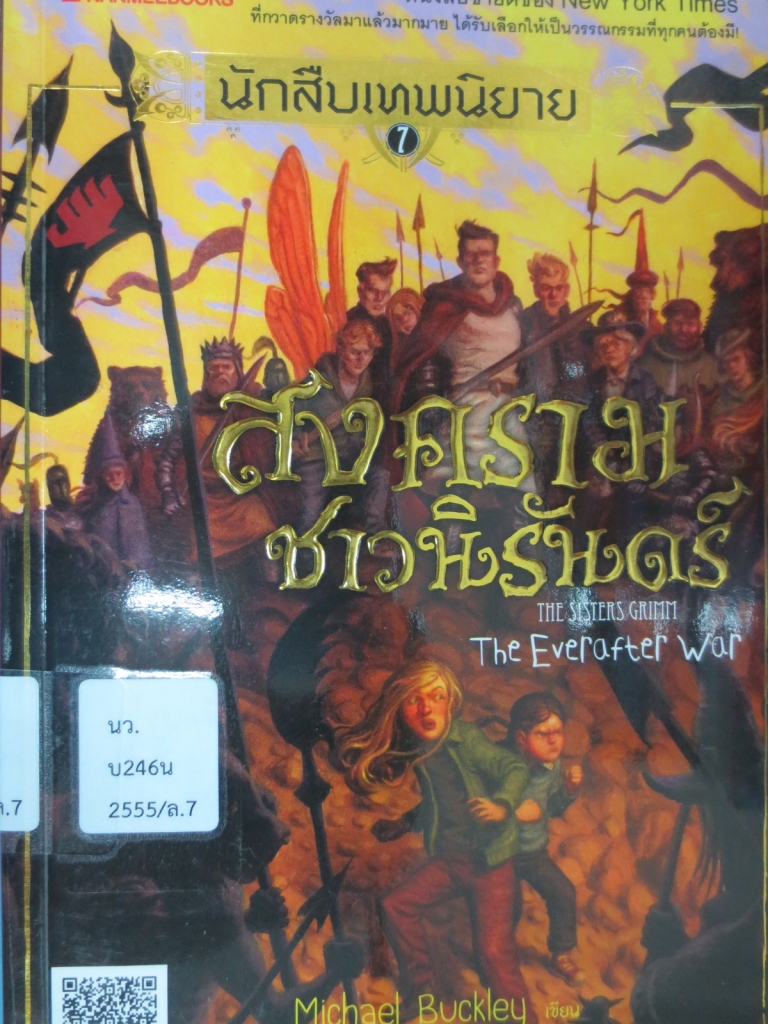 NANMEEBOOKS
New York Times
ที่กวาดรางวัลมาแล้วมากมาย ได้รับเลือกให้เป็นวรรณกรรมที่ทุกคนต้องมี!
นักสืบเทพนิยาย
7
สงคราม
ชาวนิรันดร์
THE SISTERS GRIMM
The Everafter War
นว.
บ246น
2555/ล.7
ล.7
Michael Buckley เขียน